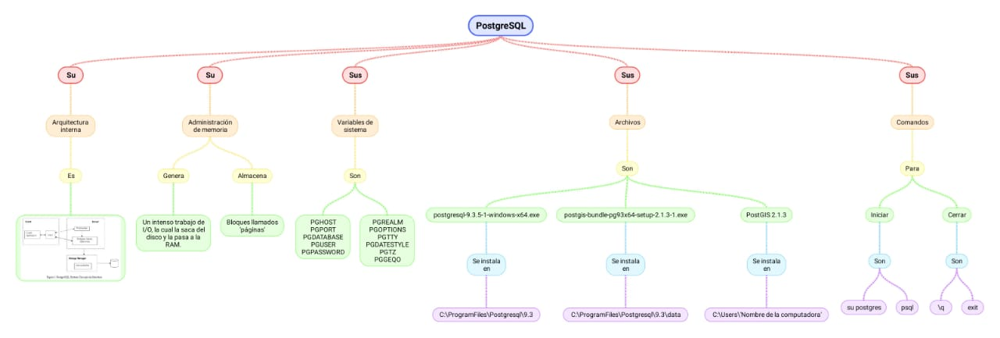 PostgreSQL
Su
Su
Sus
Sus
Sus
Arquitectura
interna
Administración
de memoria
Variables de
sistema
Archivos
Comandos
Es
Genera
Almacena
Son
Son
Para
Un intenso trabajo de
I/O, la cual la saca del
disco y la pasa a la
RAM.
Bloques llamados
'páginas'
PGHOST
PGPORT
PGDATABASE
PGUSER
PGPASSWORD
PGREALM
PGOPTIONS
PGTTY
PGDATESTYLE
PGTZ
PGGEQO
postgresql-9.3.5-1-windows-x64.exe
postgis-bundle-pg93x64-setup-2.1.3-1.exe
PostGIS 2.1.3
Iniciar
Cerrar
Se instala
en
Se instala
en
Se instala
en
Son
Son
C:\ProgramFiles\Postgresql\9.3
C:\ProgramFiles\Postgresql\9.3\data
C:\Users\'Nombre de la computadora'
su postgres
psql
\q
exit